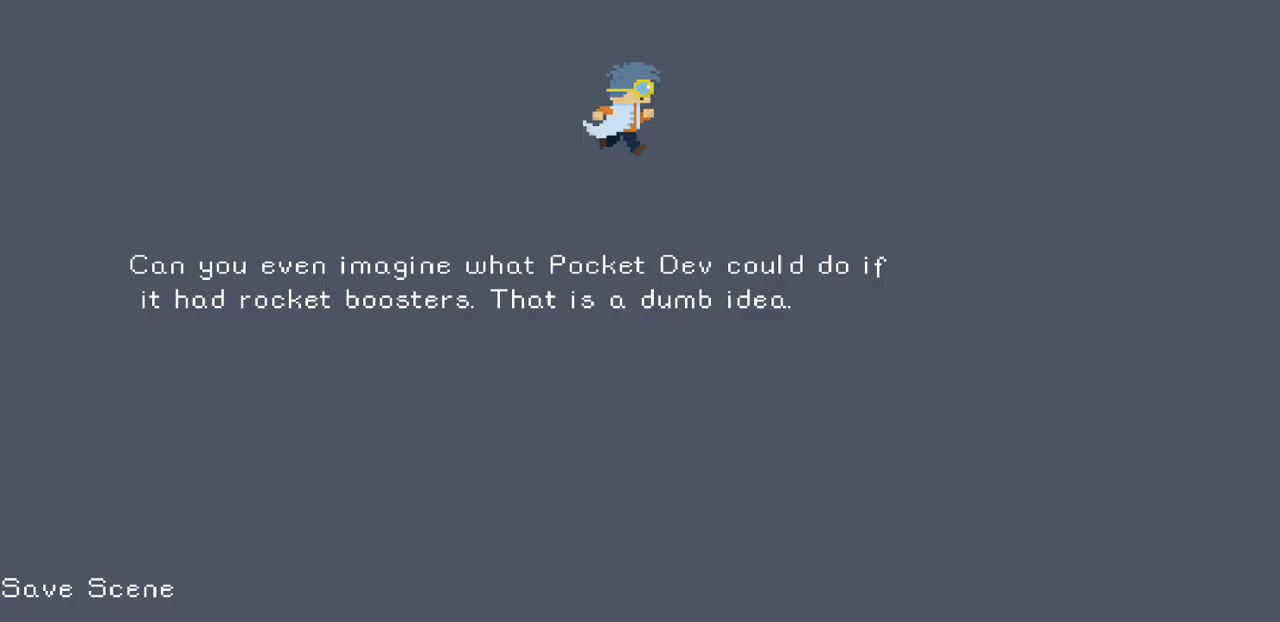 Can you even imagine what Pocket Dev could do if
it had rocket boosters. That is a dumb idea.
Save Scene